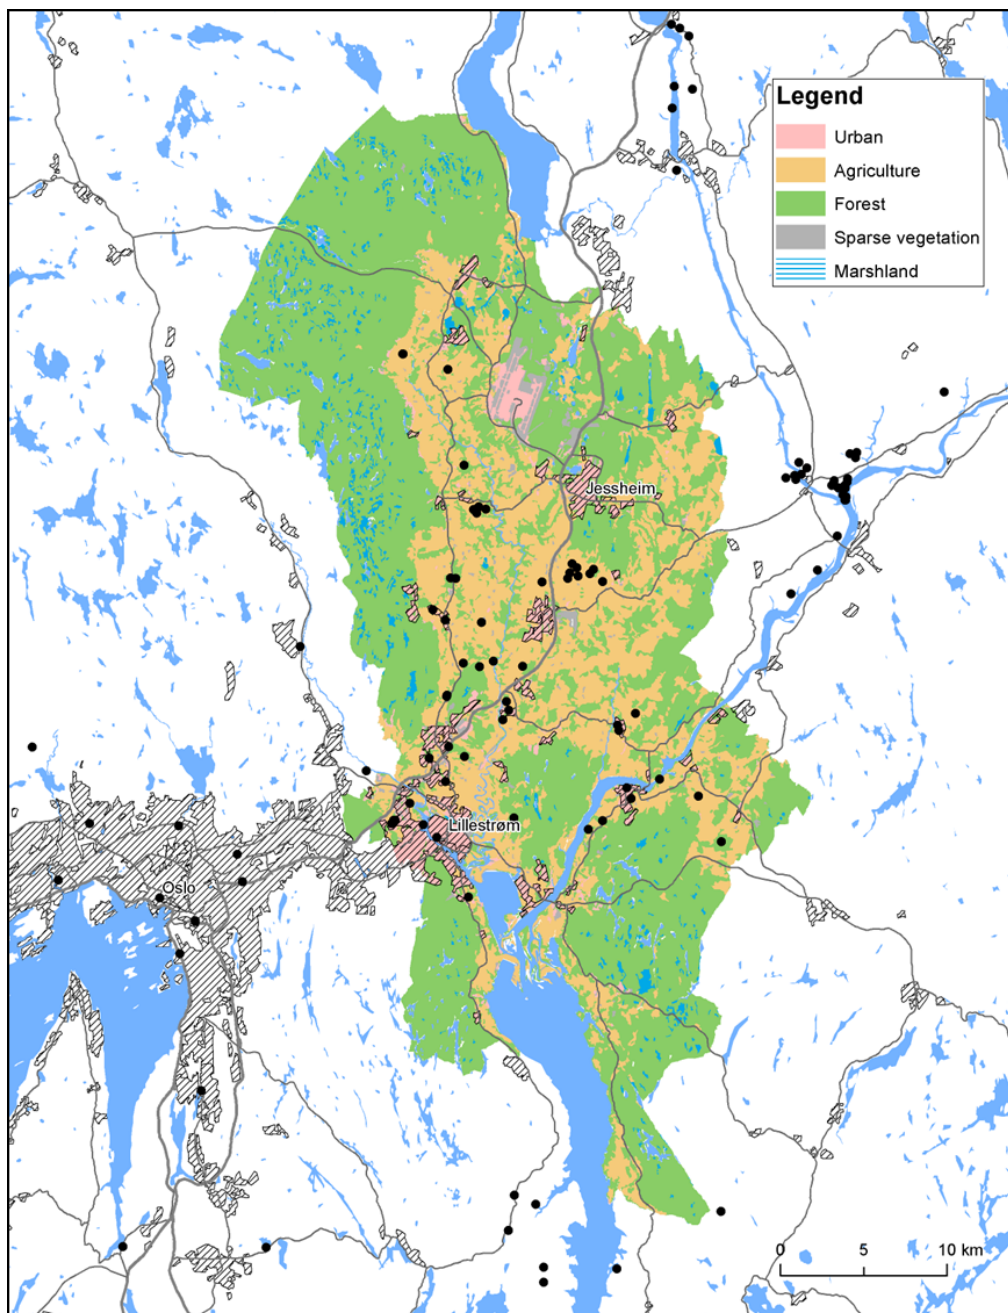 Legend
Urban
Agriculture
Forest
Sparse vegetation
Marshland
Jessheim
Lillestrøm
Oslo
0 5 10 km